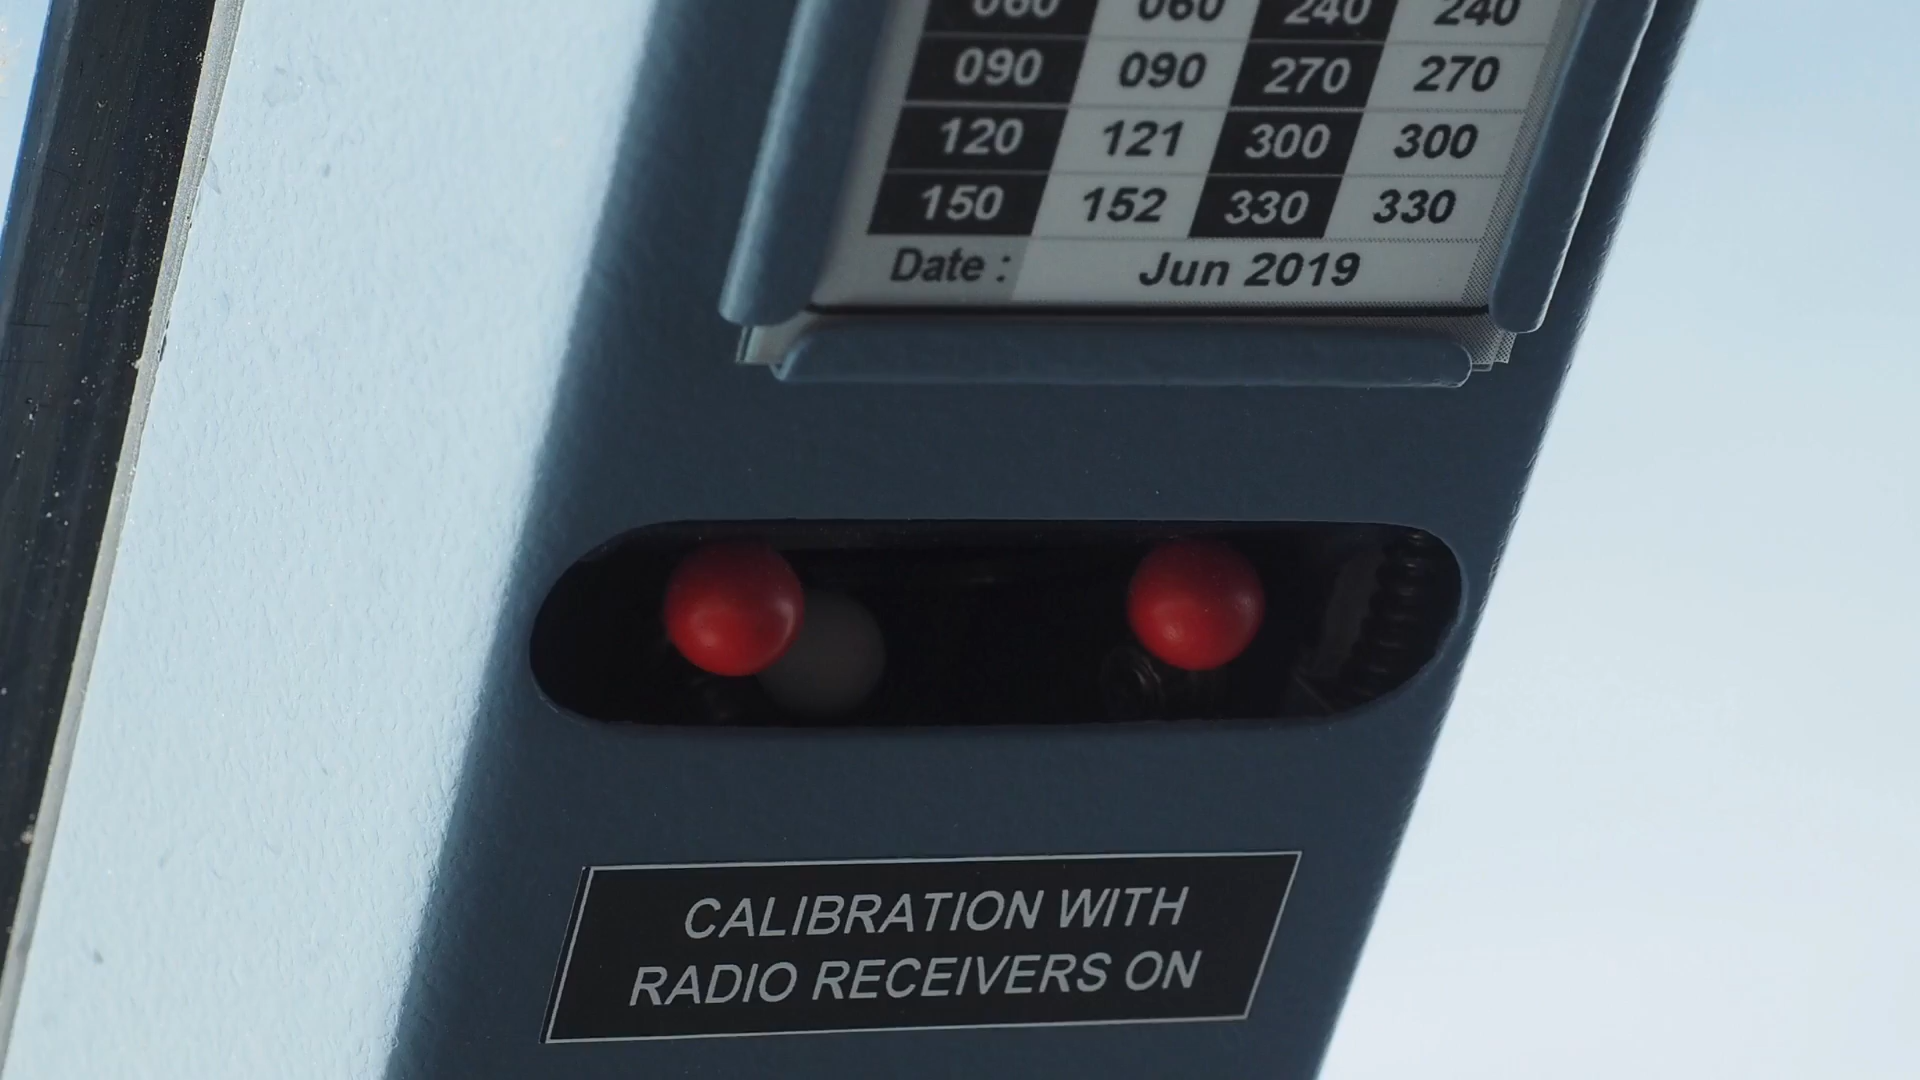 060 060 240 240
090 090 270 270
120 121 300 300
150 152 330 330
Date : Jun 2019
CALIBRATION WITH
RADIO RECEIVERS ON